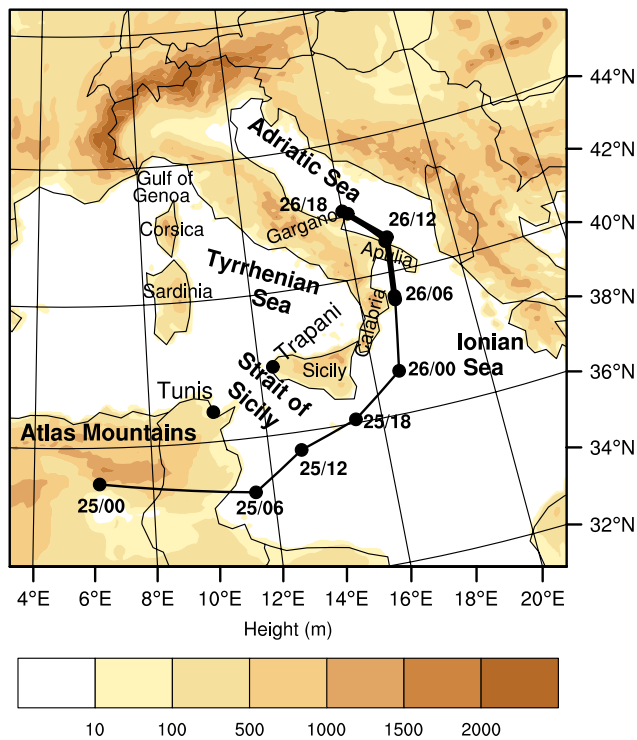 44°N
42°N
40°N
38°N
36°N
34°N
32°N
Adriatic Sea
Gulf of
Genoa
Corsica
Sardinia
26/18
Gargano
26/12
Apulia
Tyrrhenian
Sea
26/06
Calabria
Ionian
Sea
Trapani
Sicily
26/00
Strait of
Sicily
Tunis
25/18
Atlas Mountains
25/12
25/00
25/06
4°E
6°E
8°E
10°E
12°E
14°E
16°E
20°E
Height (m)
10
100
500
1000
1500
2000